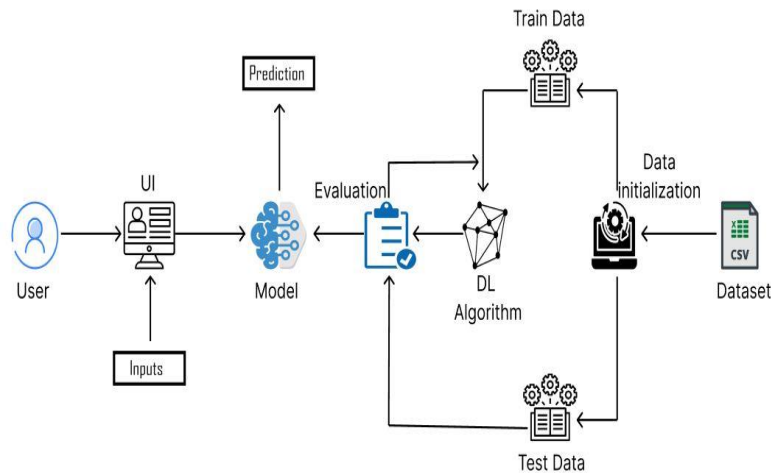 Train Data
Prediction
UI
Evaluation
Data
initialization
CSV
User
Model
DL
Algorithm
Dataset
Inputs
Test Data